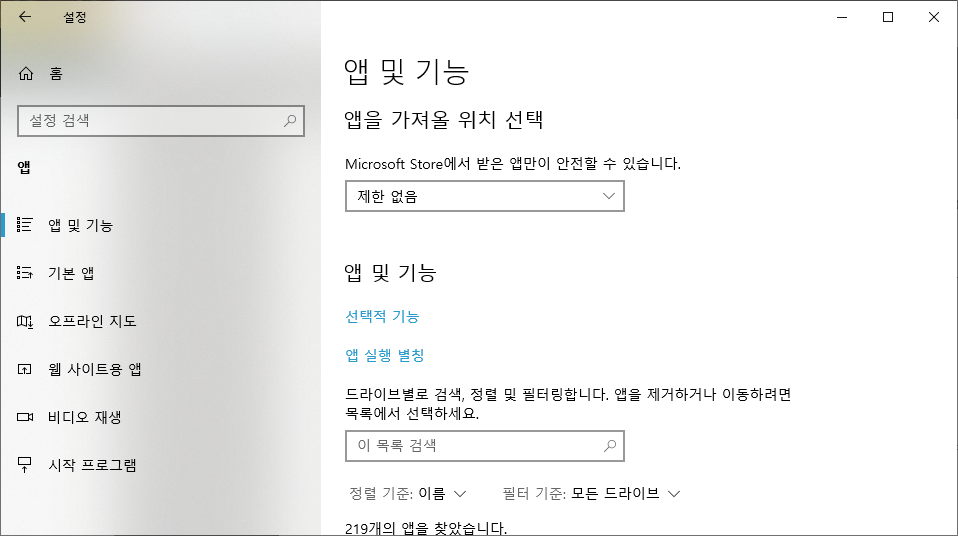 설정
홈
설정 검색
앱
앱 및 기능
기본 앱
오프라인 지도
웹 사이트용 앱
비디오 재생
시작 프로그램
앱 및 기능
앱을 가져올 위치 선택
Microsoft Store에서 받은 앱만이 안전할 수 있습니다.
제한 없음
앱 및 기능
선택적 기능
앱 실행 별칭
드라이브별로 검색, 정렬 및 필터링합니다. 앱을 제거하거나 이동하려면
목록에서 선택하세요.
이 목록 검색
정렬 기준: 이름 필터 기준: 모든 드라이브
219개의 앱을 찾았습니다.